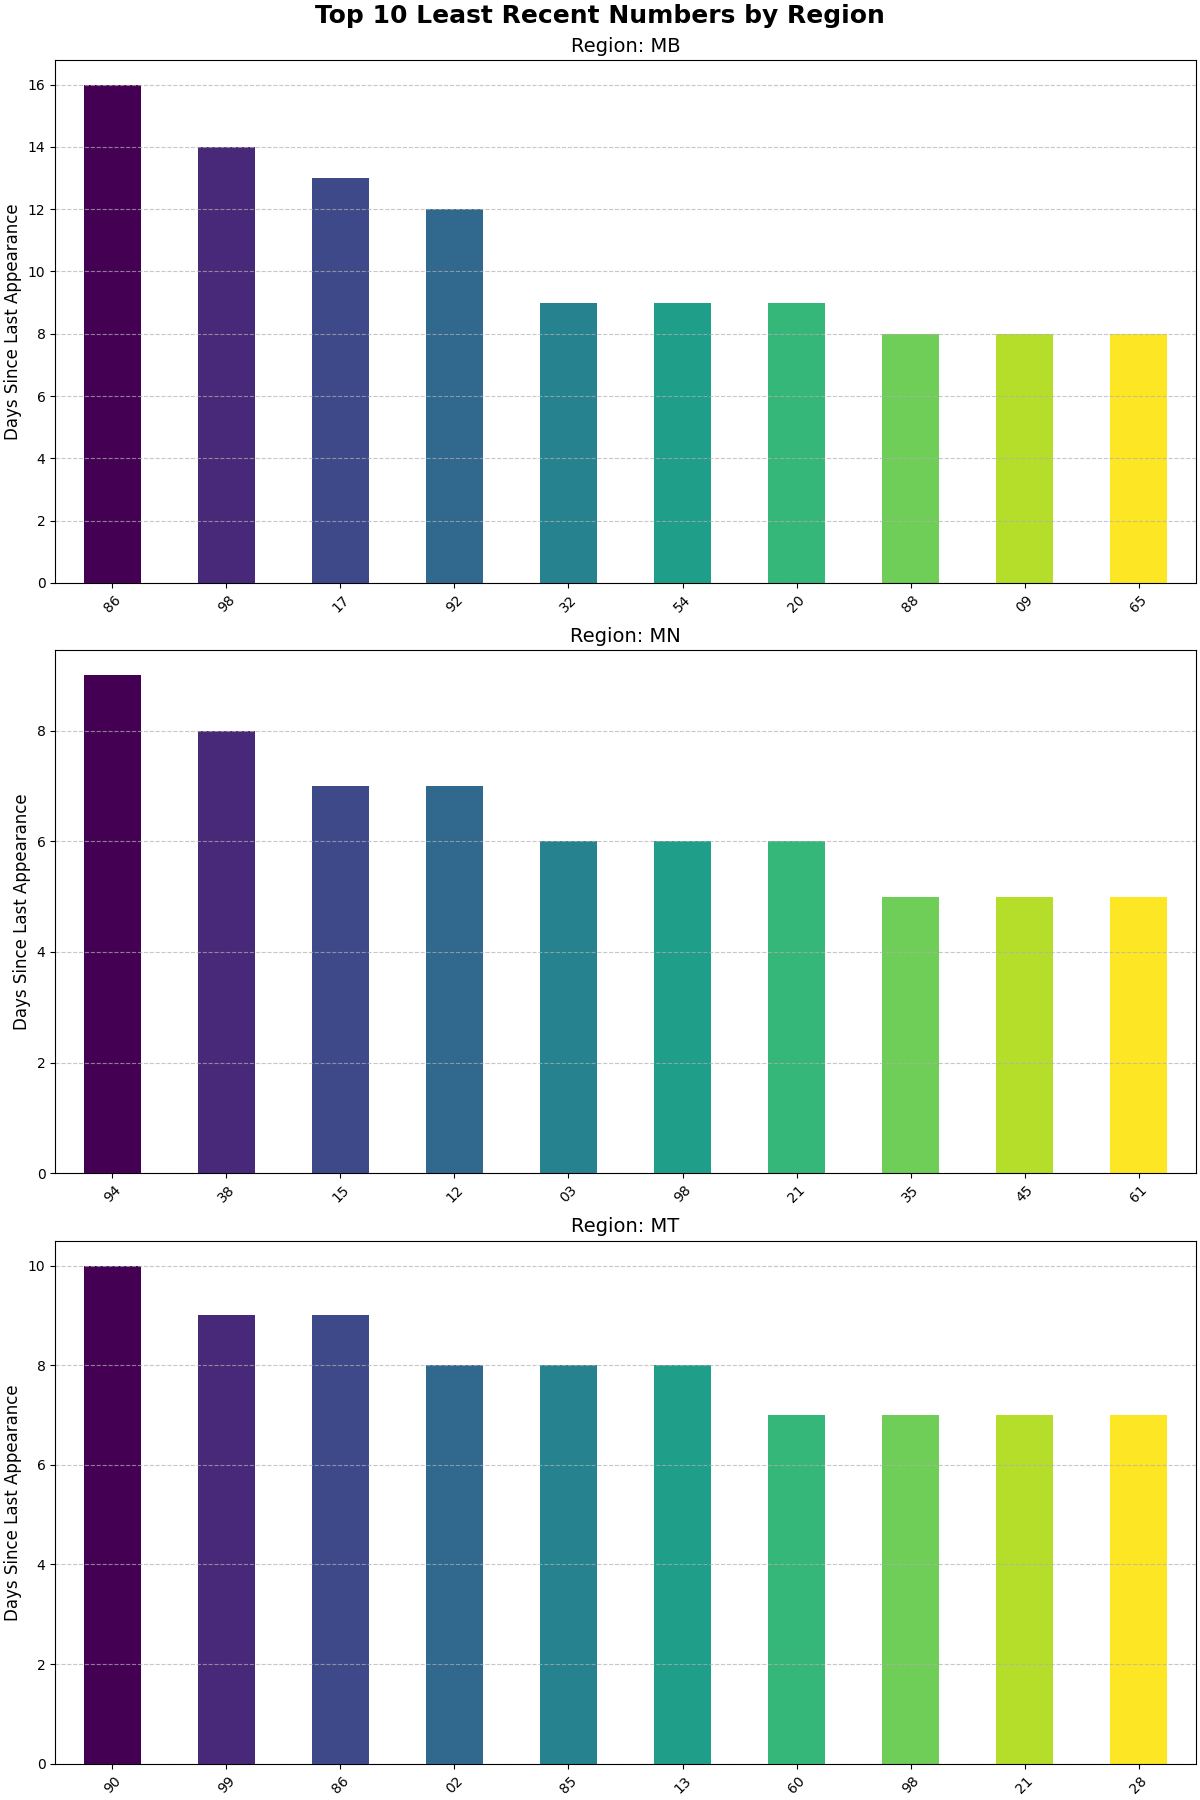 Top 10 Least Recent Numbers by Region
Region: MB
Days Since Last Appearance
16
14
12
10
8
6
4
2
0
86 98 17 92 32 54 20 88 09 65
Region: MN
Days Since Last Appearance
8
6
4
2
0
94 38 15 12 03 98 21 35 45 61
Region: MT
Days Since Last Appearance
10
8
6
4
2
0
90 99 86 02 85 13 60 98 21 28